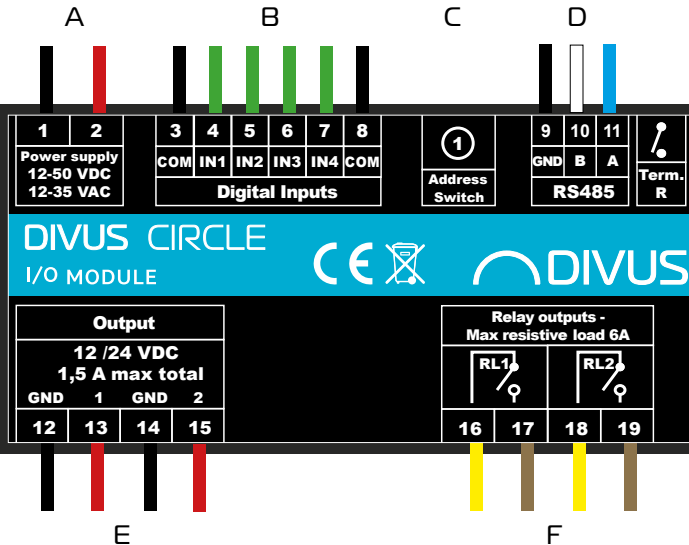 A B C D
1 2 3 4 5 6 7 8 1 9 10 11
Power supply
12-50 VDC
12-35 VAC
COM IN1 IN2 IN3 IN4 COM
Digital Inputs
Address
Switch
GND B A
RS485
Term.
R
DIVUS CIRCLE
I/O MODULE
CE
DIVUS
Output
12 /24 VDC
1,5 A max total
GND 1 GND 2
12 13 14 15
Relay outputs -
Max resistive load 6A
RL1 RL2
16 17 18 19
E F